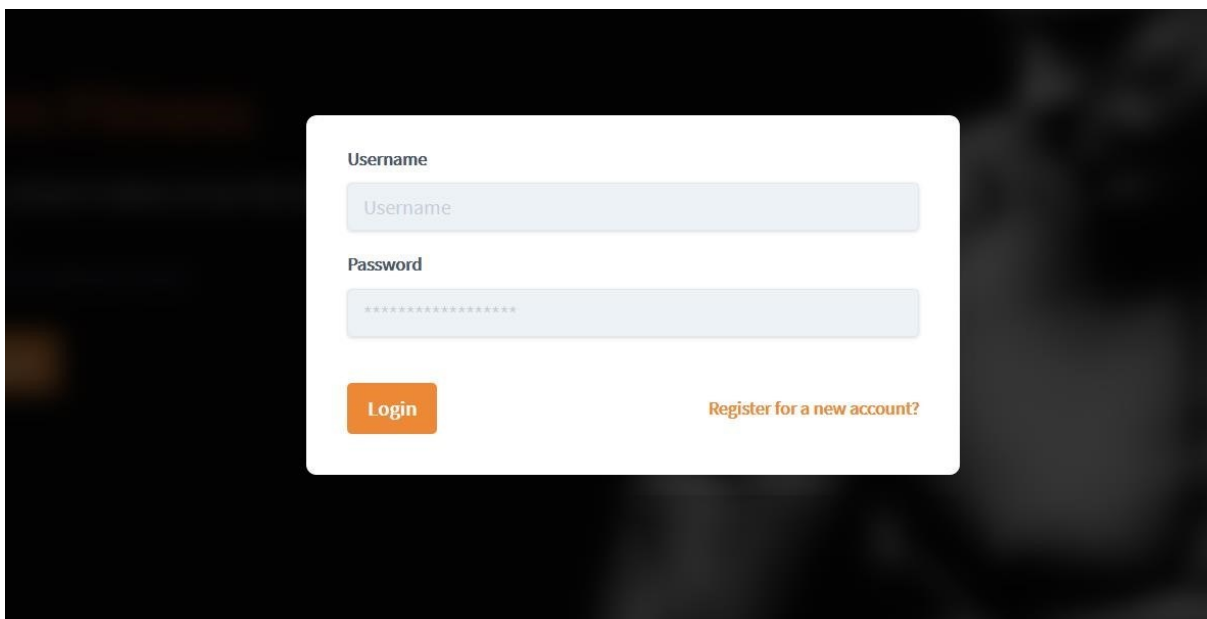 Username
Username
Password
******************
Login
Register for a new account?